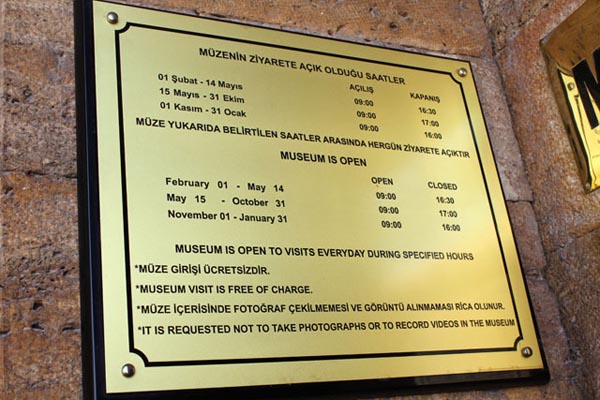 MÜZENİN ZİYARETE AÇIK OLDUĞU SAATLER
AÇILIŞ KAPANIŞ
01 Şubat - 14 Mayıs 09:00 16:30
15 Mayıs - 31 Ekim 09:00 17:00
01 Kasım - 31 Ocak 09:00 16:00
MÜZE YUKARIDA BELİRTİLEN SAATLER ARASINDA HERGÜN ZİYARETE AÇIKTIR
MUSEUM IS OPEN
OPEN CLOSED
February 01 - May 14 09:00 16:30
May 15 - October 31 09:00 17:00
November 01 - January 31 09:00 16:00
MUSEUM IS OPEN TO VISITS EVERYDAY DURING SPECIFIED HOURS
*MÜZE GİRİŞİ ÜCRETSİZDİR.
*MUSEUM VISIT IS FREE OF CHARGE.
*MÜZE İÇERİSİNDE FOTOĞRAF ÇEKİLMEMESİ VE GÖRÜNTÜ ALINMAMASI RİCA OLUNUR.
*IT IS REQUESTED NOT TO TAKE PHOTOGRAPHS OR TO RECORD VIDEOS IN THE MUSEUM